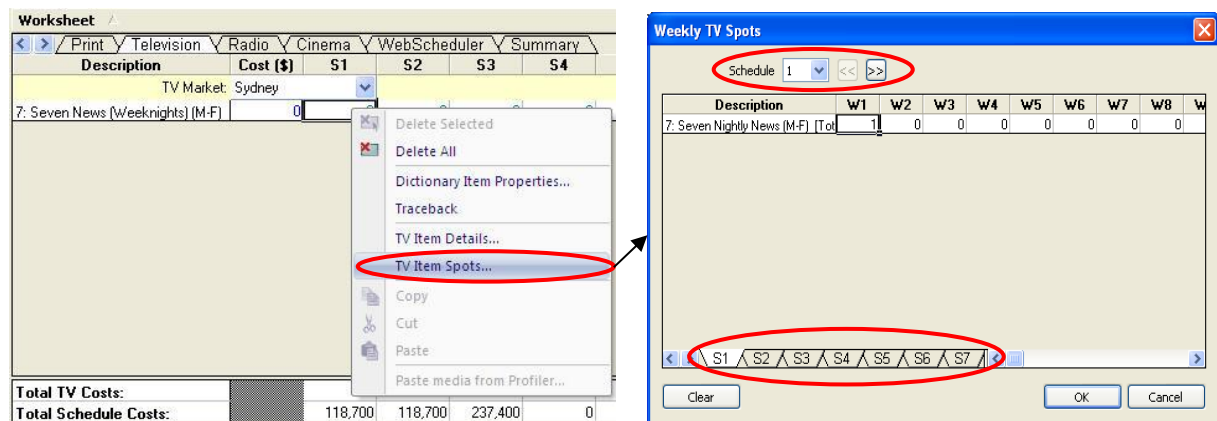 Worksheet
Print Television Radio Cinema WebScheduler Summary
Description Cost ($) S1 S2 S3 S4
TV Market: Sydney
7: Seven News (Weeknights) (M-F) 0
Delete Selected
Delete All
Dictionary Item Properties...
Traceback
TV Item Details...
TV Item Spots...
Copy
Cut
Paste
Paste media from Profiler...
Total TV Costs:
Total Schedule Costs: 118,700 118,700 237,400 0
Weekly TV Spots
Schedule 1 << >>
Description W1 W2 W3 W4 W5 W6 W7 W8 W
7: Seven Nightly News (M-F) [Tot 1 0 0 0 0 0 0 0
S1 S2 S3 S4 S5 S6 S7
Clear OK Cancel